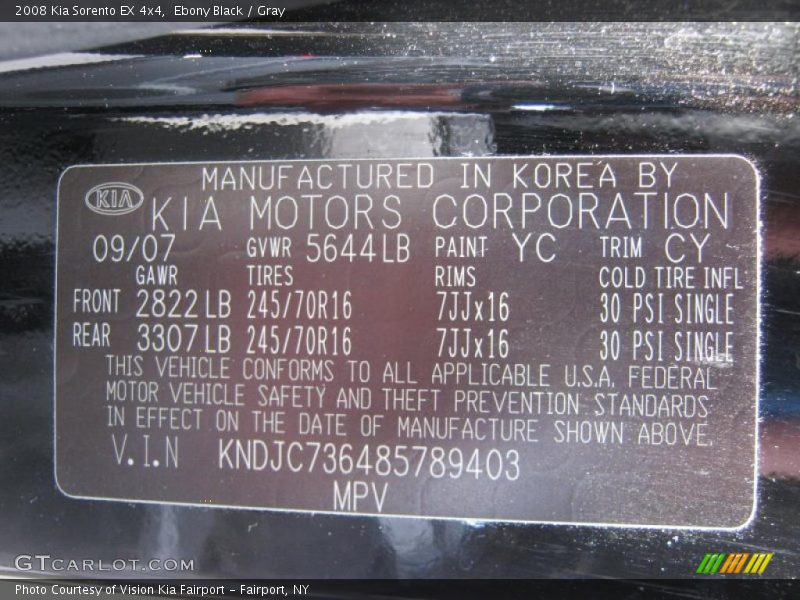 2008 Kia Sorento EX 4x4, Ebony Black / Gray
MANUFACTURED IN KOREA BY
KIA KIA MOTORS CORPORATION
09/07 GVWR 5644LB PAINT YC TRIM CY
GAWR TIRES RIMS COLD TIRE INFL
FRONT 2822LB 245/70R16 7JJx16 30 PSI SINGLE
REAR 3307LB 245/70R16 7JJx16 30 PSI SINGLE
THIS VEHICLE CONFORMS TO ALL APPLICABLE U.S.A. FEDERAL
MOTOR VEHICLE SAFETY AND THEFT PREVENTION STANDARDS
IN EFFECT ON THE DATE OF MANUFACTURE SHOWN ABOVE.
V.I.N KNDJC736485789403
MPV
GTCARLOT.COM
Photo Courtesy of Vision Kia Fairport - Fairport, NY